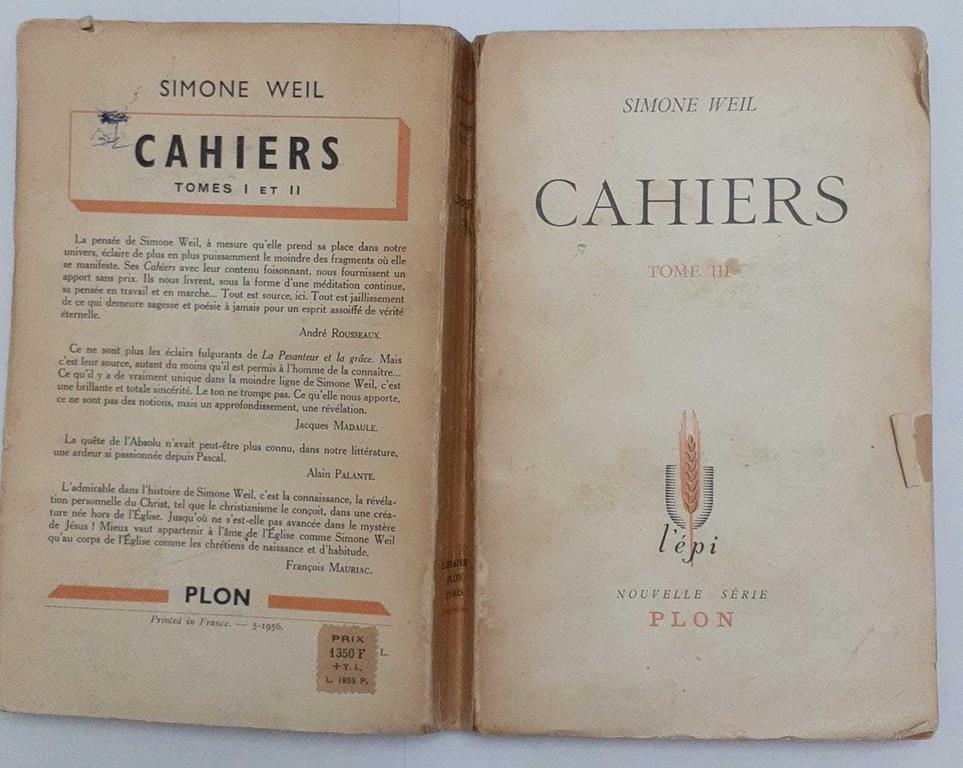 SIMONE WEIL
CAHIERS
TOMES I ET II
La pensée de Simone Weil, à mesure qu'elle prend sa place dans notre
univers, éclaire de plus en plus puissamment le moindre des fragments où elle
se manifeste. Ses Cahiers avec leur contenu foisonnant, nous fournissent un
apport sans prix. Ils nous livrent, sous la forme d'une méditation continue,
sa pensée en travail et en marche... Tout est source, ici. Tout est jaillissement
de ce qui demeure sagesse et poésie à jamais pour un esprit assoiffé de vérité
éternelle.
André ROUSSEAUX.
Ce ne sont plus les éclairs fulgurants de La Pesanteur et la grâce. Mais
c'est leur source, autant du moins qu'il est permis à l'homme de la connaître...
Ce qu'il y a de vraiment unique dans la moindre ligne de Simone Weil, c'est
une brillante et totale sincérité. Le ton ne trompe pas. Ce qu'elle nous apporte,
ce ne sont pas des notions, mais un approfondissement, une révélation.
Jacques MADAULE.
La quête de l'Absolu n'avait peut-être plus connu, dans notre littérature,
une ardeur si passionnée depuis Pascal.
Alain PALANTE.
L'admirable dans l'histoire de Simone Weil, c'est la connaissance, la révéla-
tion personnelle du Christ, tel que le christianisme le conçoit, dans une créa-
ture née hors de l'Église. Jusqu'où ne s'est-elle pas avancée dans le mystère
de Jésus ! Mieux vaut appartenir à l'âme de l'Église comme Simone Weil
qu'au corps de l'Église comme les chrétiens de naissance et d'habitude.
François MAURIAC.
PLON
Printed in France. — 5-1956.
PRIX
1350 F
+ T. L.
L. 1959 P.
L.
LIBRAIRIE
PLON
PARIS
SIMONE WEIL
CAHIERS
TOME III
l'épi
NOUVELLE SÉRIE
PLON